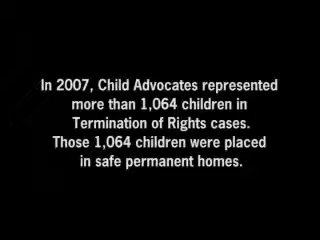 In 2007, Child Advocates represented
more than 1,064 children in
Termination of Rights cases.
Those 1,064 children were placed
in safe permanent homes.